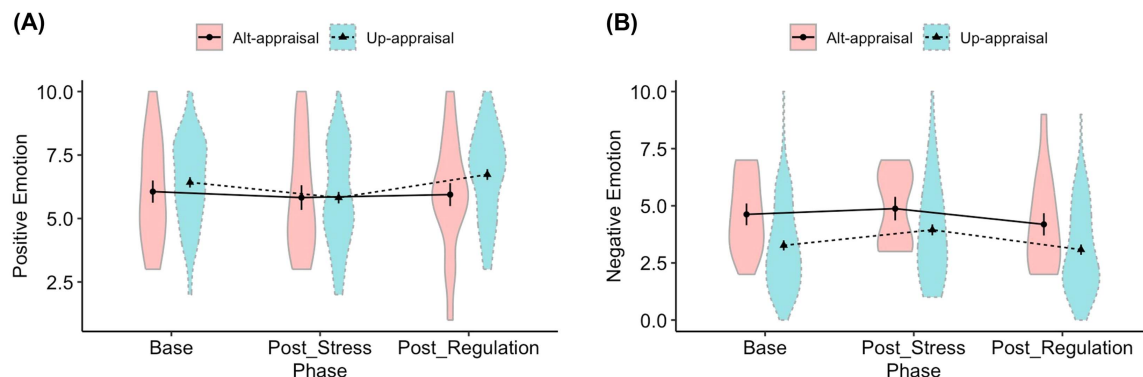 (A)
Alt-appraisal Up-appraisal
10.0
7.5
5.0
2.5
Positive Emotion
Base Post_Stress Post_Regulation
Phase
(B)
Alt-appraisal Up-appraisal
10.0
7.5
5.0
2.5
0.0
Negative Emotion
Base Post_Stress Post_Regulation
Phase